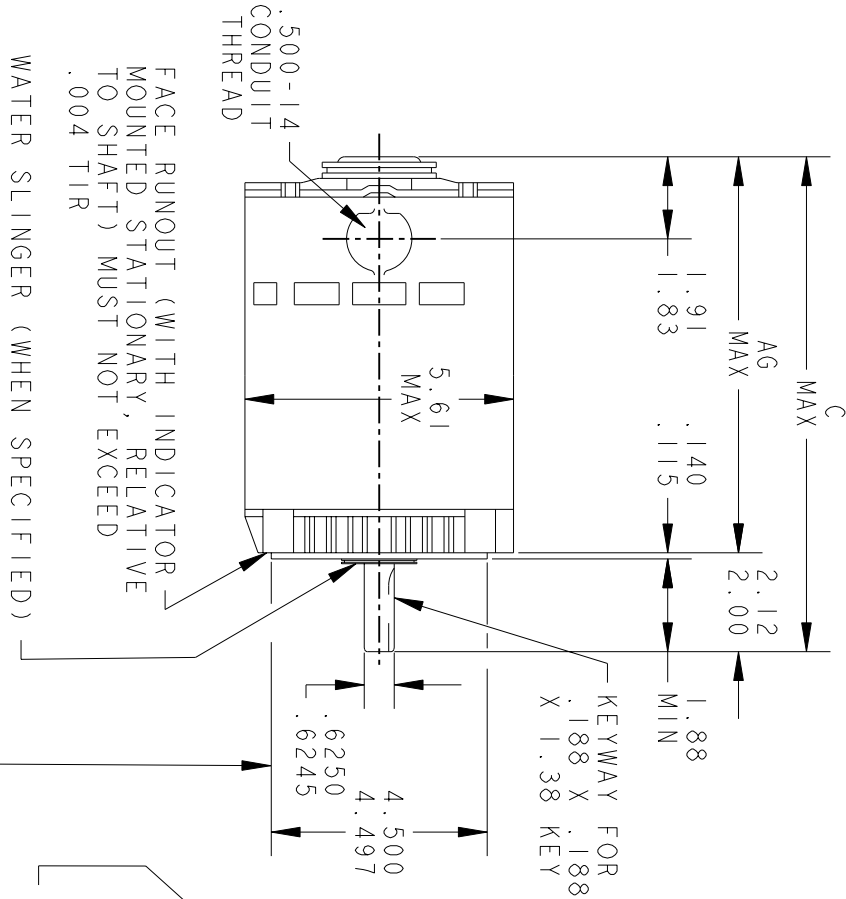 C
MAX
AG
MAX
1.91
1.83
.140
.115
2.12
2.00
1.88
MIN
KEYWAY FOR
.188 X .188
X 1.38 KEY
5.61
MAX
.6250
.6245
4.500
4.497
.500-14
CONDUIT
THREAD
FACE RUNOUT (WITH INDICATOR
MOUNTED STATIONARY, RELATIVE
TO SHAFT) MUST NOT EXCEED
.004 TIR
WATER SLINGER (WHEN SPECIFIED)